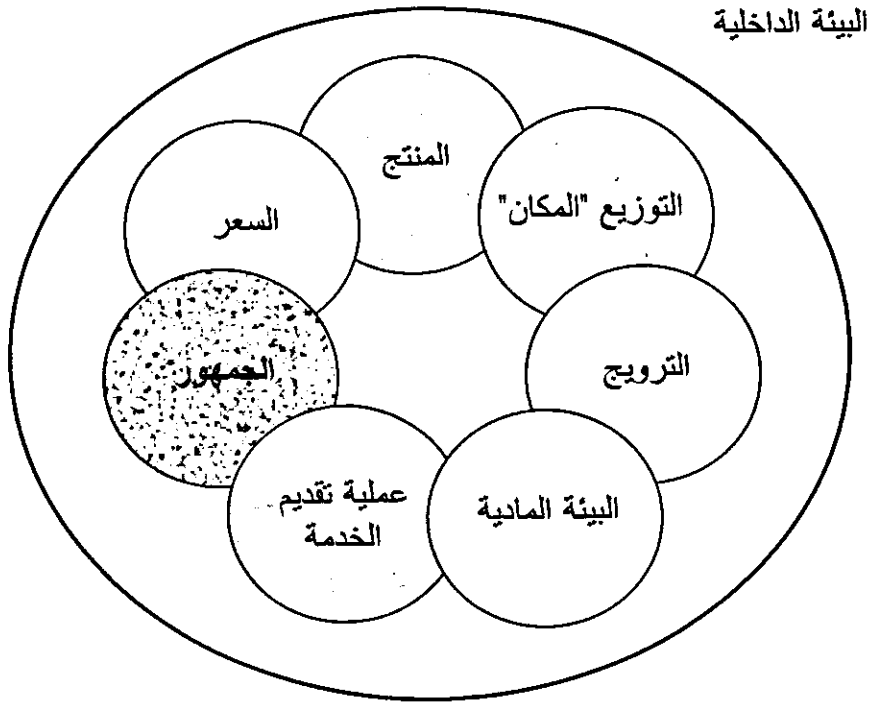 البيئة الداخلية
المنتج
التوزيع "المكان"
السعر
الترويج
الجمهور
البيئة المادية
عملية تقديم
الخدمة